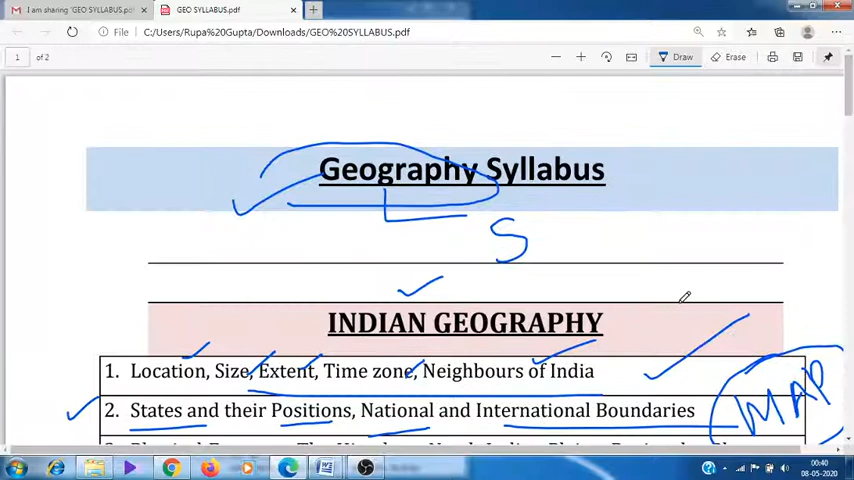 I am sharing 'GEO SYLLABUS.pd
GEO SYLLABUS.pdf
File
C:/Users/Rupa%20Gupta/Downloads/GEO%20SYLLABUS.pdf
1 of 2
Draw
Erase
Geography Syllabus
S
INDIAN GEOGRAPHY
1. Location, Size, Extent, Time zone, Neighbours of India
2. States and their Positions, National and International Boundaries
MAP
00:40
08-05-2020